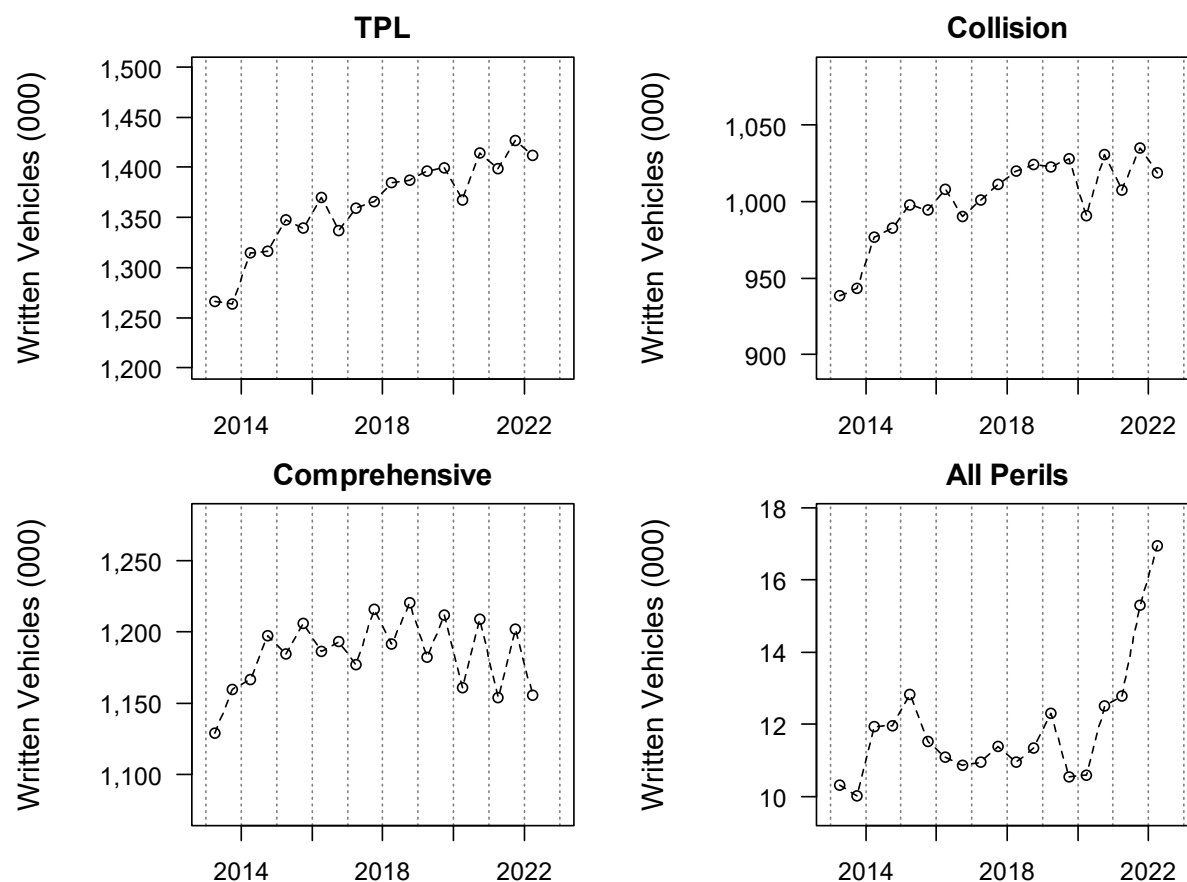 TPL
Written Vehicles (000)
1,500
1,450
1,400
1,350
1,300
1,250
1,200
2014 2018 2022
Collision
Written Vehicles (000)
1,050
1,000
950
900
2014 2018 2022
Comprehensive
Written Vehicles (000)
1,250
1,200
1,150
1,100
2014 2018 2022
All Perils
Written Vehicles (000)
18
16
14
12
10
2014 2018 2022